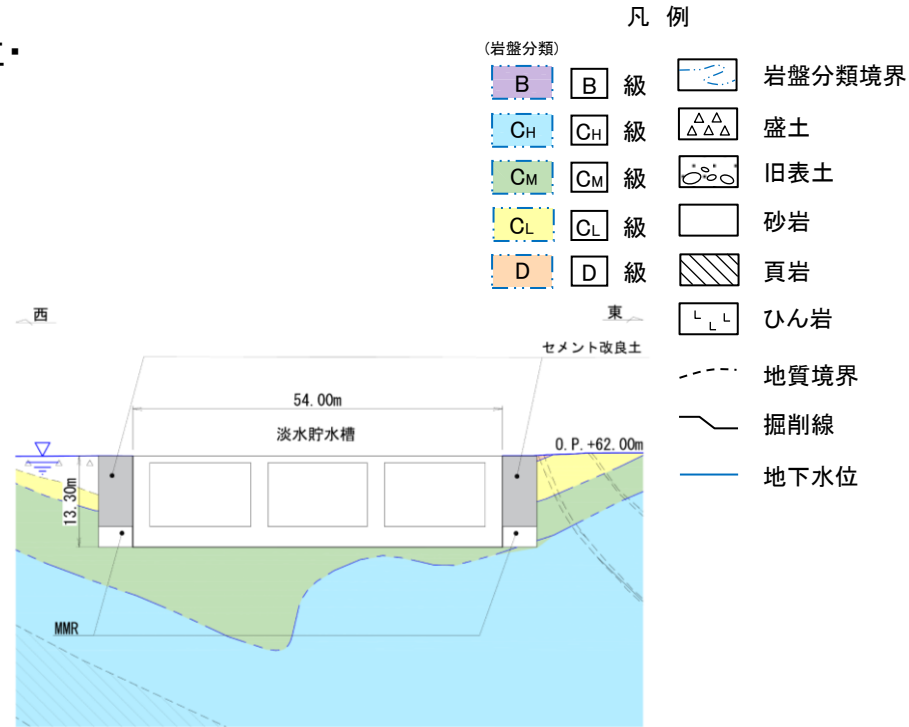 凡 例
(岩盤分類)
B B 級
CH CH 級
CM CM 級
CL CL 級
D D 級
岩盤分類境界
盛土
旧表土
砂岩
頁岩
ひん岩
地質境界
掘削線
地下水位
西
東
セメント改良土
54.00m
淡水貯水槽
O.P.+62.00m
13.30m
MMR